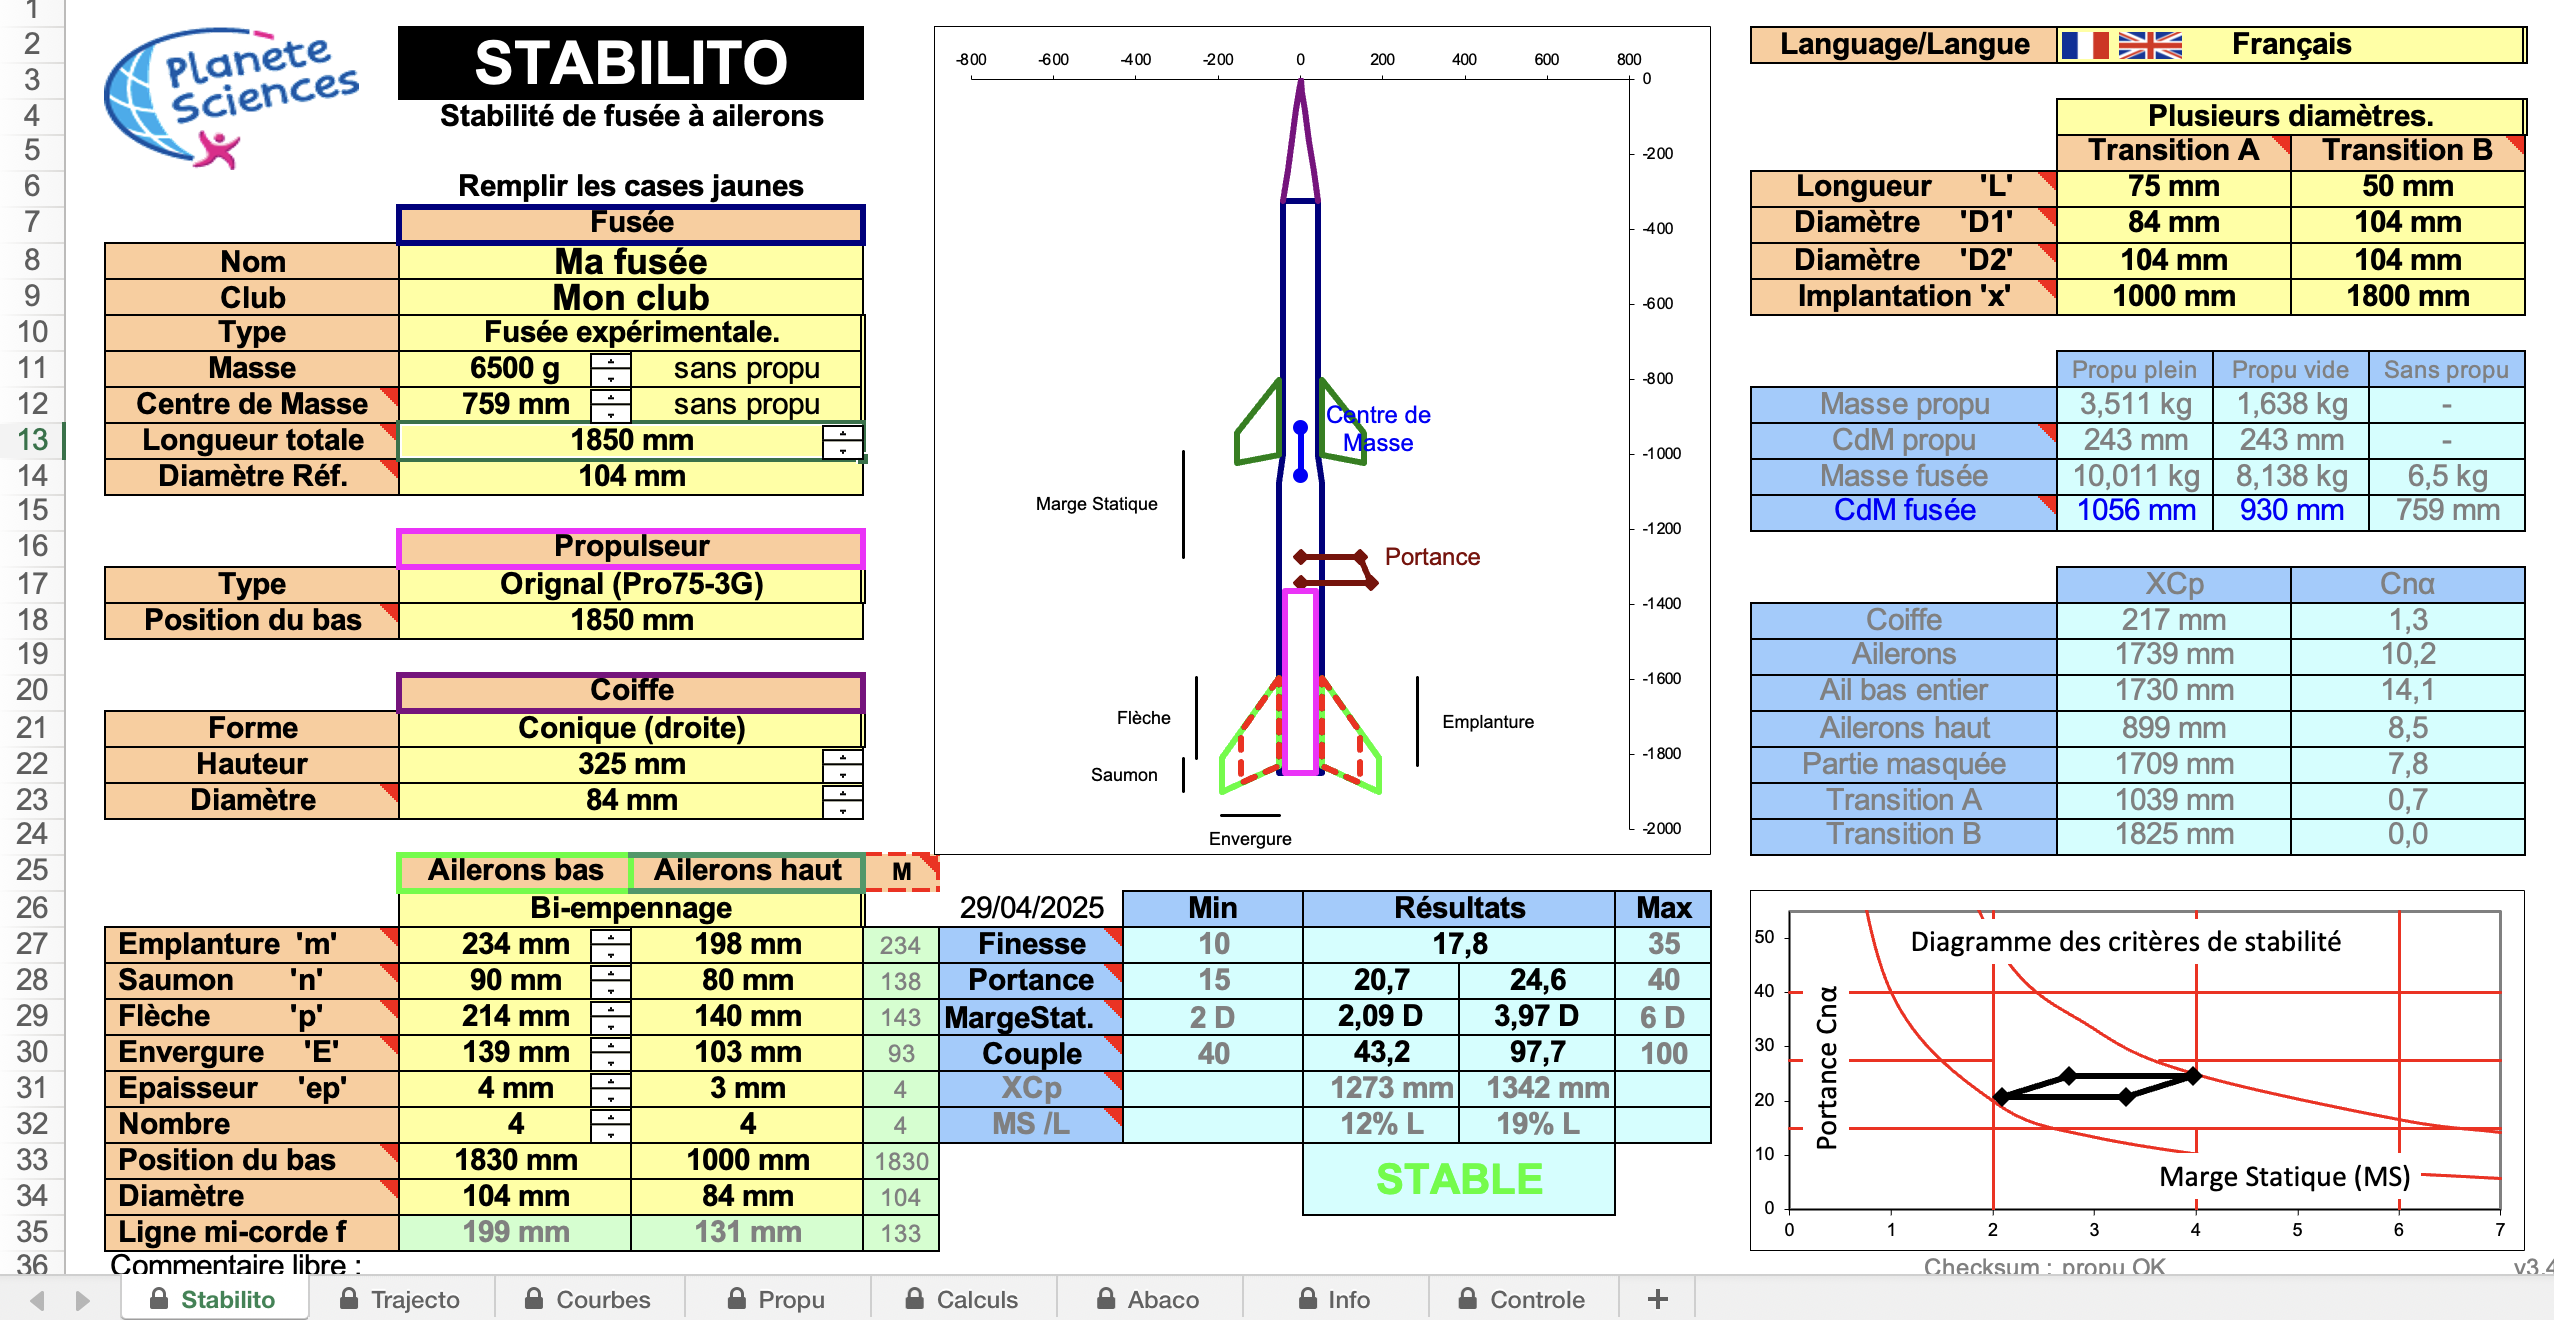 1
2 Planète Sciences STABILITO Language/Langue Français
3
4 Stabilité de fusée à ailerons Plusieurs diamètres.
5 Transition A Transition B
6 Remplir les cases jaunes Longueur 'L' 75 mm 50 mm
7 Fusée Diamètre 'D1' 84 mm 104 mm
8 Nom Ma fusée Diamètre 'D2' 104 mm 104 mm
9 Club Mon club Implantation 'x' 1000 mm 1800 mm
10 Type Fusée expérimentale.
11 Masse 6500 g sans propu Propu plein Propu vide Sans propu
12 Centre de Masse 759 mm sans propu Masse propu 3,511 kg 1,638 kg -
13 Longueur totale 1850 mm CdM propu 243 mm 243 mm -
14 Diamètre Réf. 104 mm Masse fusée 10,011 kg 8,138 kg 6,5 kg
15 CdM fusée 1056 mm 930 mm 759 mm
16 Propulseur
17 Type Orignal (Pro75-3G) XCp Cnα
18 Position du bas 1850 mm Coiffe 217 mm 1,3
19 Ailerons 1739 mm 10,2
20 Coiffe Ail bas entier 1730 mm 14,1
21 Forme Conique (droite) Ailerons haut 899 mm 8,5
22 Hauteur 325 mm Partie masquée 1709 mm 7,8
23 Diamètre 84 mm Transition A 1039 mm 0,7
24 Transition B 1825 mm 0,0
-800 -600 -400 -200 0 200 400 600 800
0
-200
-400
-600
-800
Centre de
Masse
-1000
Marge Statique
-1200
Portance
-1400
-1600
Flèche Emplanture
Saumon
-1800
-2000
Envergure
25 Ailerons bas Ailerons haut M
26 Bi-empennage 29/04/2025 Min Résultats Max
27 Emplanture 'm' 234 mm 198 mm 234 Finesse 10 17,8 35
28 Saumon 'n' 90 mm 80 mm 138 Portance 15 20,7 24,6 40
29 Flèche 'p' 214 mm 140 mm 143 MargeStat. 2 D 2,09 D 3,97 D 6 D
30 Envergure 'E' 139 mm 103 mm 93 Couple 40 43,2 97,7 100
31 Epaisseur 'ep' 4 mm 3 mm 4 XCp 1273 mm 1342 mm
32 Nombre 4 4 4 MS /L 12% L 19% L
33 Position du bas 1830 mm 1000 mm 1830 STABLE
34 Diamètre 104 mm 84 mm 104
35 Ligne mi-corde f 199 mm 131 mm 133
36 Commentaire libre :
Diagramme des critères de stabilité
Portance Cnα
50
40
30
20
10
0
Marge Statique (MS)
0 1 2 3 4 5 6 7
Checksum : propu OK v3.4
Stabilito Trajecto Courbes Propu Calculs Abaco Info Controle +